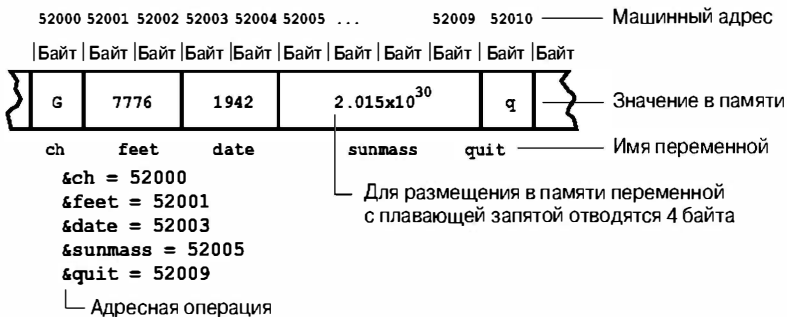 52000 52001 52002 52003 52004 52005 ... 52009 52010 Машинный адрес
|Байт|Байт|Байт|Байт|Байт|Байт|Байт|Байт|Байт|Байт|Байт
G 7776 1942 2.015x10^30 q Значение в памяти
ch feet date sunmass quit Имя переменной
&ch = 52000
&feet = 52001
&date = 52003
&sunmass = 52005
&quit = 52009
Для размещения в памяти переменной
с плавающей запятой отводятся 4 байта
Адресная операция